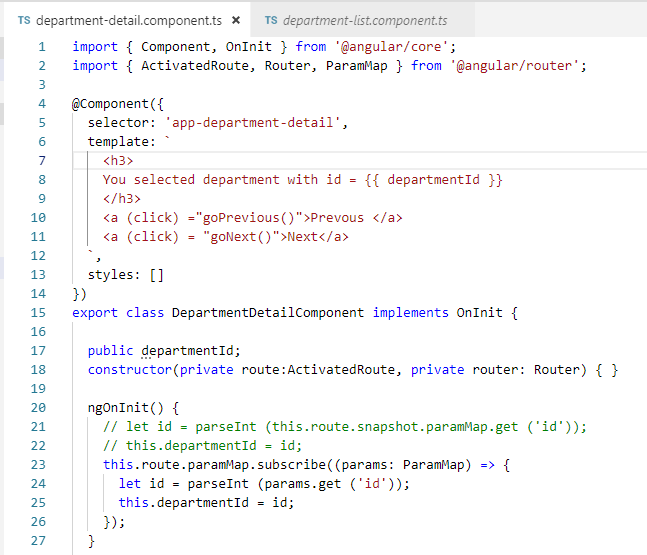 TS department-detail.component.ts × TS department-list.component.ts
1 import { Component, OnInit } from '@angular/core';
2 import { ActivatedRoute, Router, ParamMap } from '@angular/router';
3
4 @Component({
5   selector: 'app-department-detail',
6   template: `
7     <h3>
8     You selected department with id = {{ departmentId }}
9     </h3>
10     <a (click) ="goPrevious()">Prevous </a>
11     <a (click) = "goNext()">Next</a>
12   `,
13   styles: []
14 })
15 export class DepartmentDetailComponent implements OnInit {
16
17   public departmentId;
18   constructor(private route:ActivatedRoute, private router: Router) { }
19
20   ngOnInit() {
21     // let id = parseInt (this.route.snapshot.paramMap.get ('id'));
22     // this.departmentId = id;
23     this.route.paramMap.subscribe((params: ParamMap) => {
24       let id = parseInt (params.get ('id'));
25       this.departmentId = id;
26     });
27   }